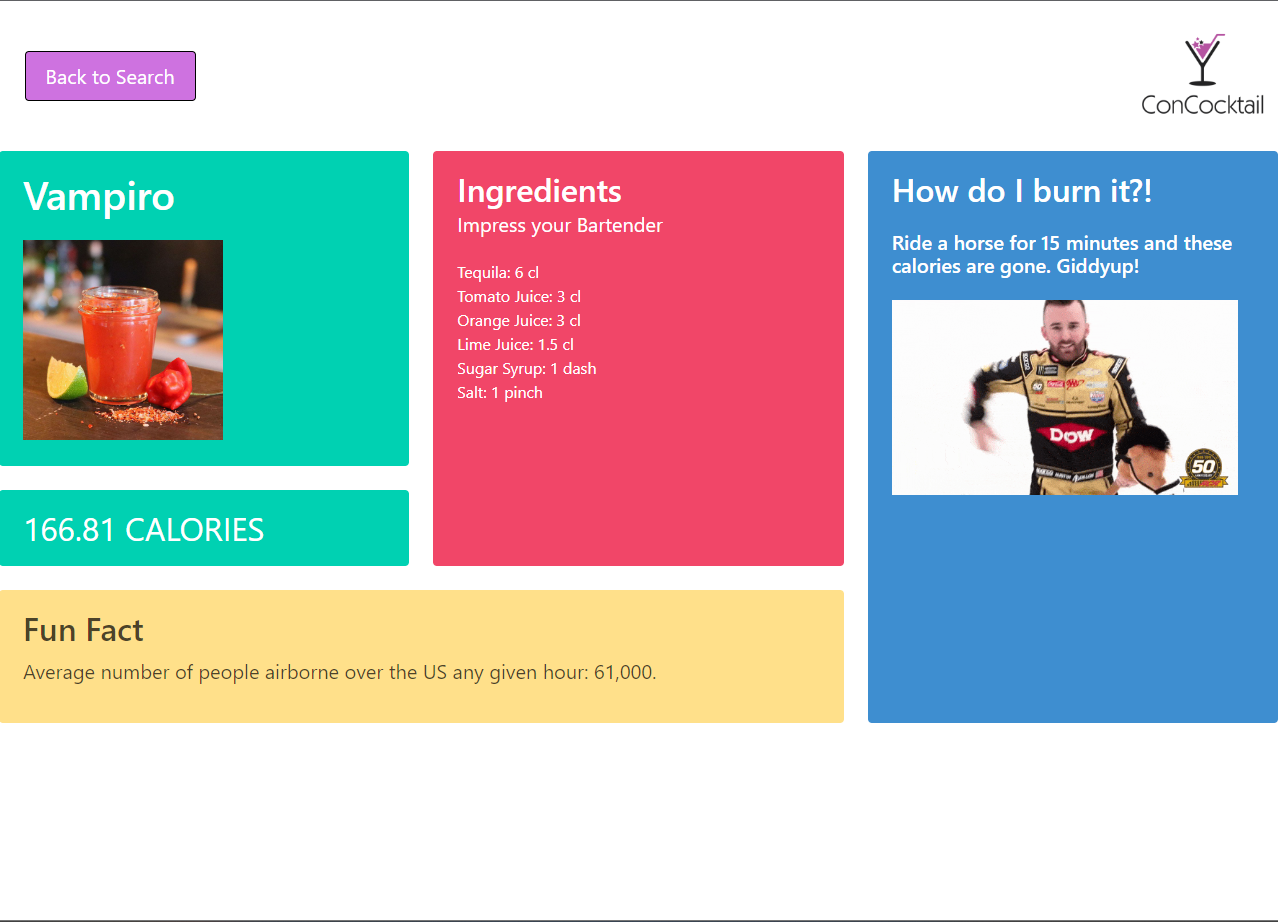 Back to Search
ConCocktail
Vampiro
166.81 CALORIES
Ingredients
Impress your Bartender
Tequila: 6 cl
Tomato Juice: 3 cl
Orange Juice: 3 cl
Lime Juice: 1.5 cl
Sugar Syrup: 1 dash
Salt: 1 pinch
How do I burn it?!
Ride a horse for 15 minutes and these
calories are gone. Giddyup!
DOW
50
Fun Fact
Average number of people airborne over the US any given hour: 61,000.